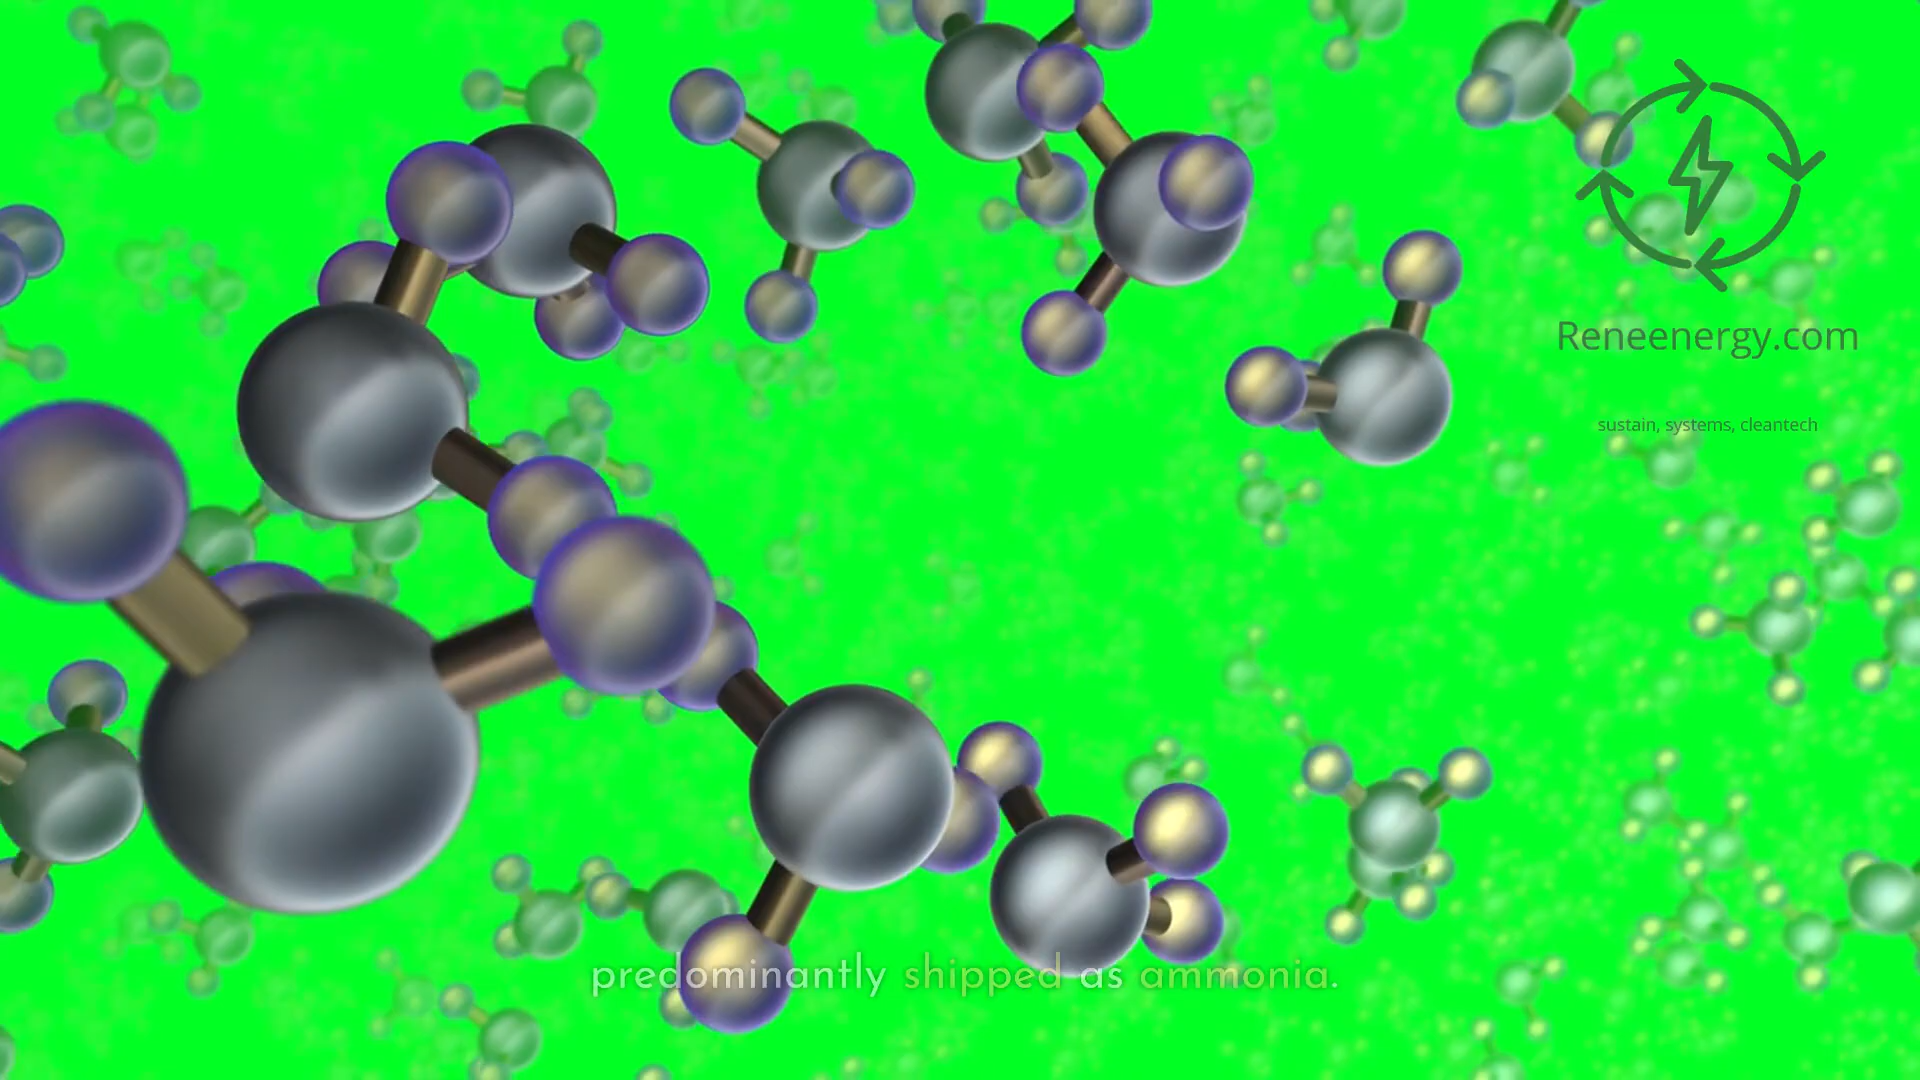 Reneenergy.com
sustain, systems, cleantech
predominantly shipped as ammonia.